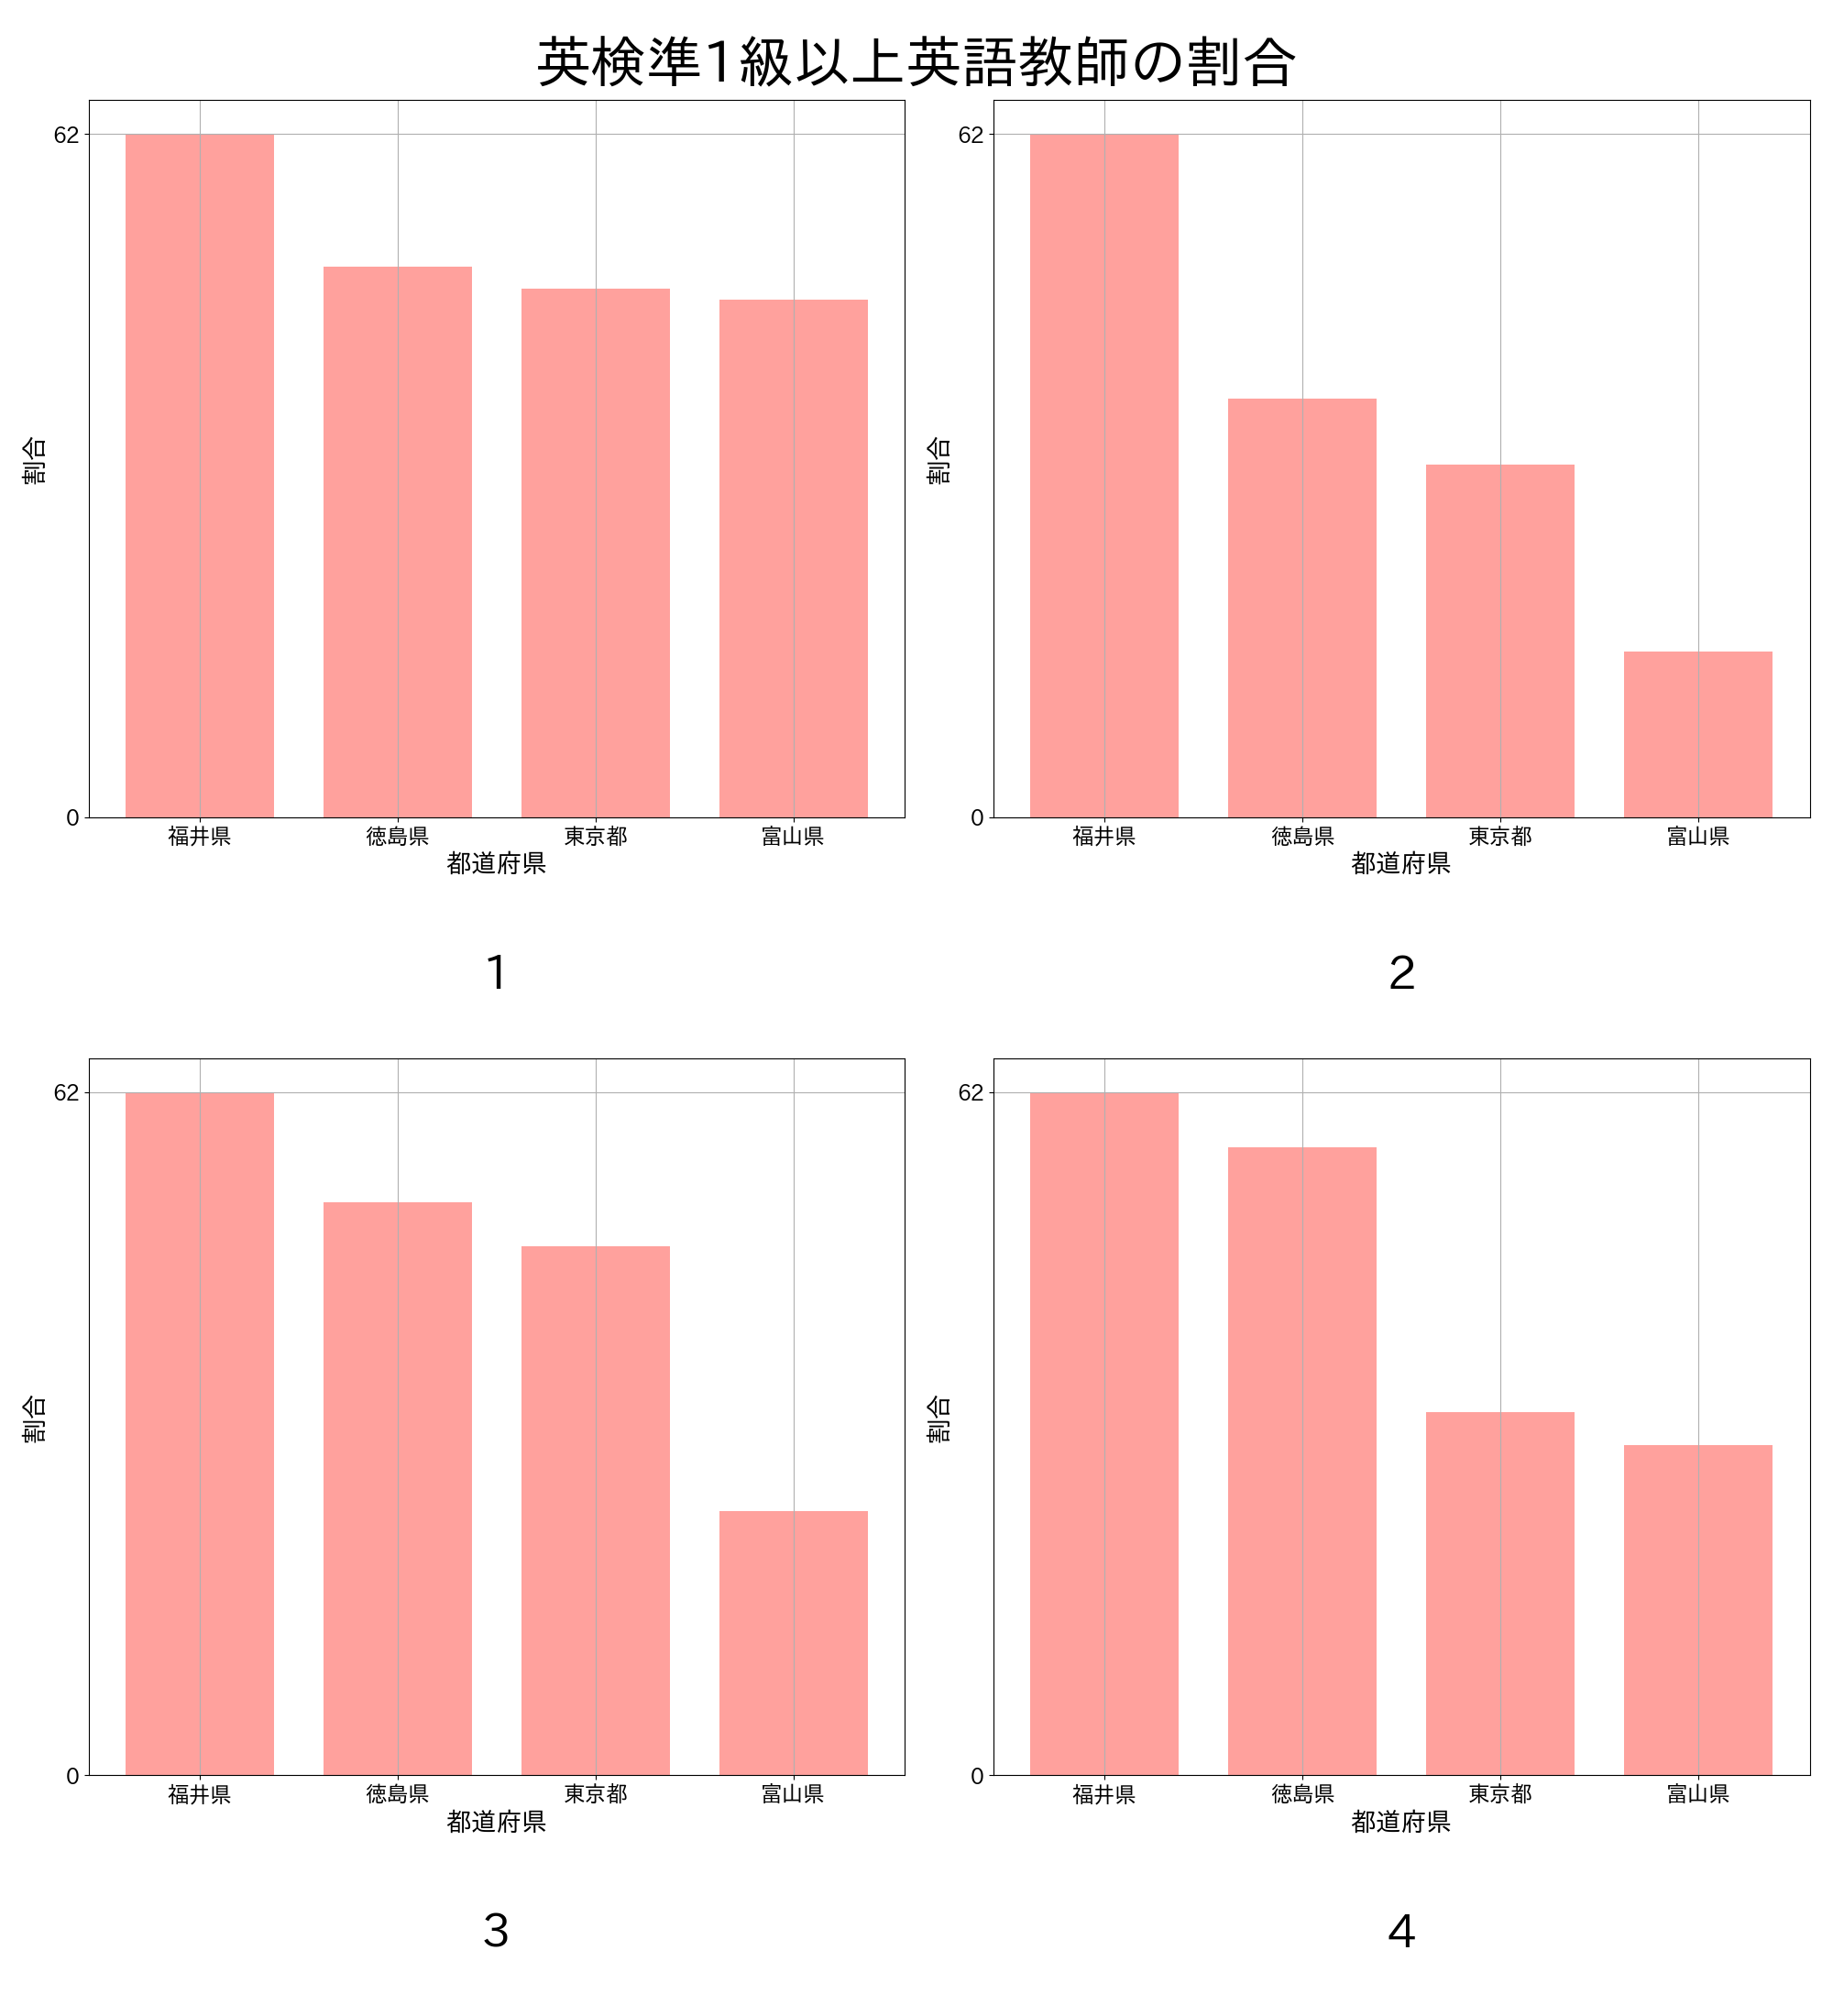 英検準1級以上英語教師の割合
62
0
割合
福井県 徳島県 東京都 富山県
都道府県
1
62
0
割合
福井県 徳島県 東京都 富山県
都道府県
2
62
0
割合
福井県 徳島県 東京都 富山県
都道府県
3
62
0
割合
福井県 徳島県 東京都 富山県
都道府県
4